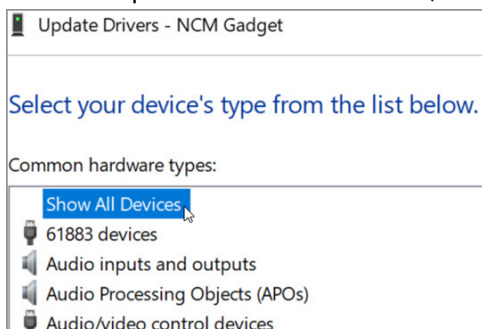 Update Drivers - NCM Gadget
Select your device's type from the list below.
Common hardware types:
Show All Devices
61883 devices
Audio inputs and outputs
Audio Processing Objects (APOs)
Audio/video control devices